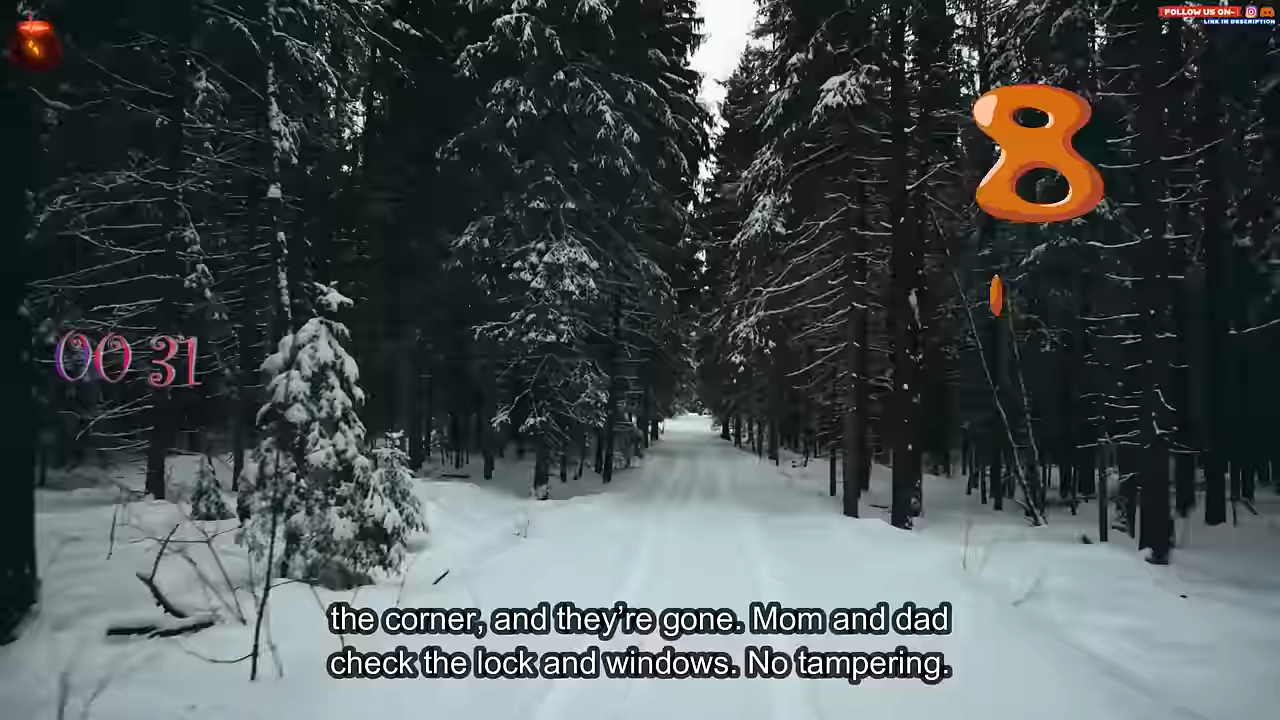 FOLLOW US ON-
LINK IN DESCRIPTION
8
00 31
the corner, and they're gone. Mom and dad
check the lock and windows. No tampering.